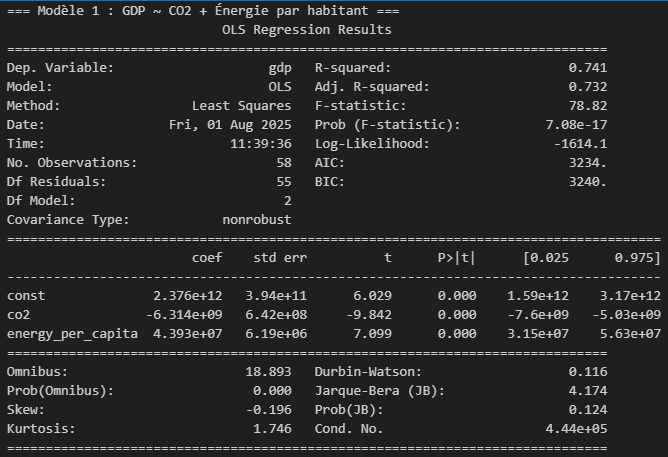 === Modèle 1 : GDP ~ CO2 + Énergie par habitant ===
                            OLS Regression Results
==============================================================================
Dep. Variable:                    gdp   R-squared:                       0.741
Model:                            OLS   Adj. R-squared:                  0.732
Method:                 Least Squares   F-statistic:                     78.82
Date:                Fri, 01 Aug 2025   Prob (F-statistic):           7.08e-17
Time:                        11:39:36   Log-Likelihood:                -1614.1
No. Observations:                  58   AIC:                             3234.
Df Residuals:                      55   BIC:                             3240.
Df Model:                           2
Covariance Type:            nonrobust
=====================================================================================
                        coef    std err          t      P>|t|      [0.025      0.975]
-------------------------------------------------------------------------------------
const              2.376e+12   3.94e+11      6.029      0.000    1.59e+12    3.17e+12
co2               -6.314e+09   6.42e+08     -9.842      0.000    -7.6e+09   -5.03e+09
energy_per_capita  4.393e+07   6.19e+06      7.099      0.000    3.15e+07    5.63e+07
==============================================================================
Omnibus:                       18.893   Durbin-Watson:                   0.116
Prob(Omnibus):                  0.000   Jarque-Bera (JB):                4.174
Skew:                          -0.196   Prob(JB):                        0.124
Kurtosis:                       1.746   Cond. No.                     4.44e+05
==============================================================================